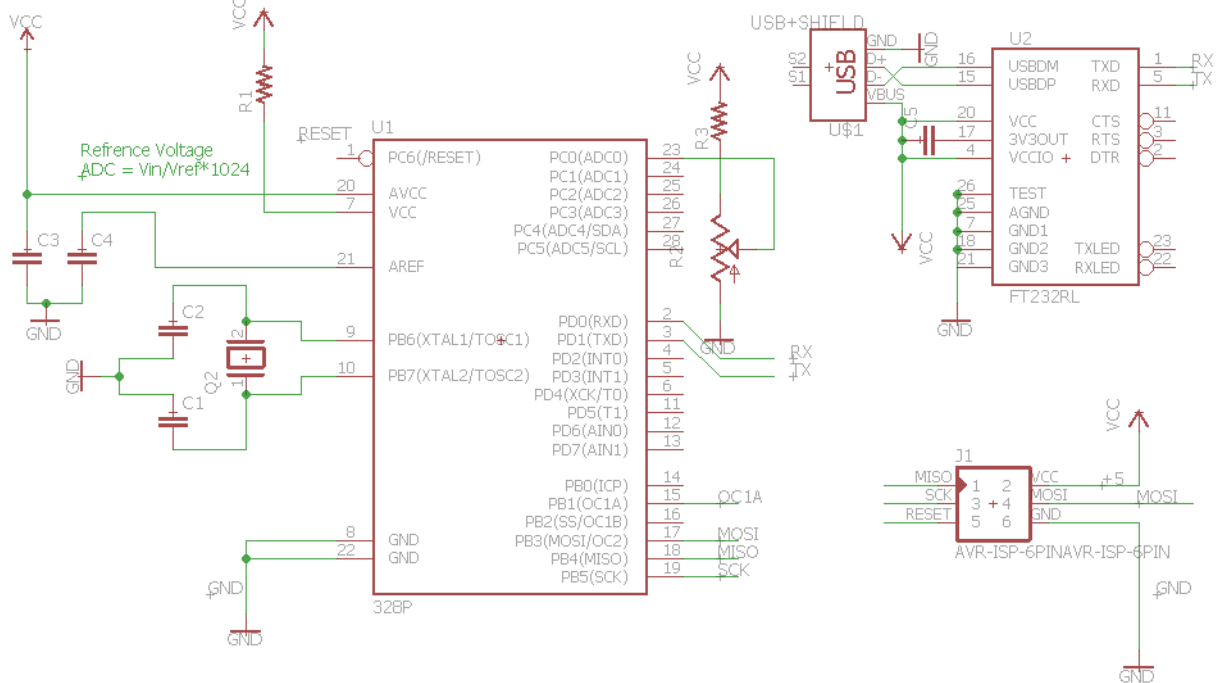 VCC
VCC
R1
RESET
Refrence Voltage
ADC = Vin/Vref*1024
C3
C4
GND
C2
C1
GND
Q2
2
1
GND
GND
U1
1 PC6(/RESET)
20 AVCC
7 VCC
21 AREF
9 PB6(XTAL1/TOSC1)
10 PB7(XTAL2/TOSC2)
8 GND
22 GND
PC0(ADC0) 23
PC1(ADC1) 24
PC2(ADC2) 25
PC3(ADC3) 26
PC4(ADC4/SDA) 27
PC5(ADC5/SCL) 28
PD0(RXD) 2
PD1(TXD) 3
PD2(INT0) 4
PD3(INT1) 5
PD4(XCK/T0) 6
PD5(T1) 11
PD6(AIN0) 12
PD7(AIN1) 13
PB0(ICP) 14
PB1(OC1A) 15 OC1A
PB2(SS/OC1B) 16
PB3(MOSI/OC2) 17 MOSI
PB4(MISO) 18 MISO
PB5(SCK) 19 SCK
328P
VCC
R3
R2
GND
RX
TX
USB+SHIELD
S2
S1
USB
GND
D+
D-
VBUS
U$1
GND
C5
VCC
GND
U2
16 USBDM TXD 1 RX
15 USBDP RXD 5 TX
20 VCC CTS 11
17 3V3OUT RTS 3
4 VCCIO DTR 2
26 TEST
25 AGND
7 GND1
18 GND2 TXLED 23
21 GND3 RXLED 22
FT232RL
VCC
J1
MISO 1 2 VCC +5
SCK 3 4 MOSI MOSI
RESET 5 6 GND
AVR-ISP-6PINAVR-ISP-6PIN
GND
GND